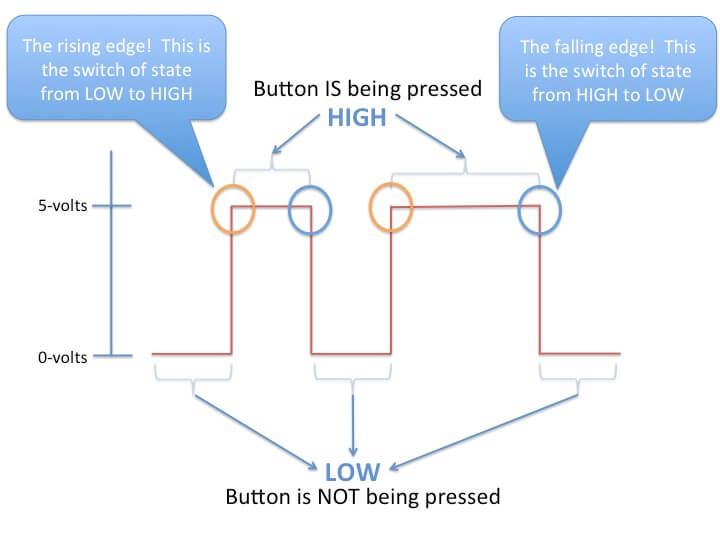 The rising edge!  This is
the switch of state
from LOW to HIGH
The falling edge!  This
is the switch of state
from HIGH to LOW
Button IS being pressed
HIGH
5-volts
0-volts
LOW
Button is NOT being pressed